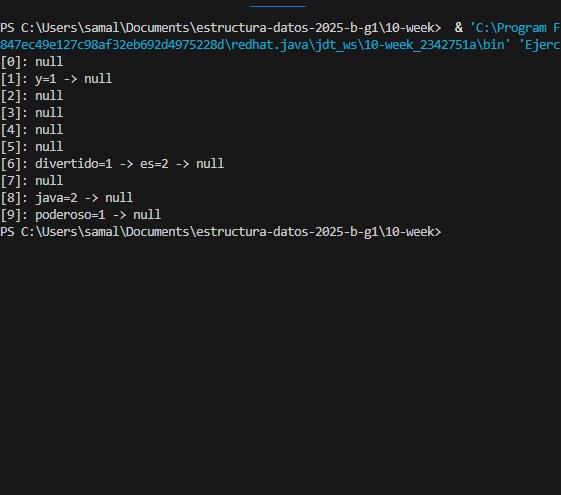 PS C:\Users\samal\Documents\estructura-datos-2025-b-g1\10-week>  & 'C:\Program F
847ec49e127c98af32eb692d4975228d\redhat.java\jdt_ws\10-week_2342751a\bin' 'Ejerc
[0]: null
[1]: y=1 -> null
[2]: null
[3]: null
[4]: null
[5]: null
[6]: divertido=1 -> es=2 -> null
[7]: null
[8]: java=2 -> null
[9]: poderoso=1 -> null
PS C:\Users\samal\Documents\estructura-datos-2025-b-g1\10-week>